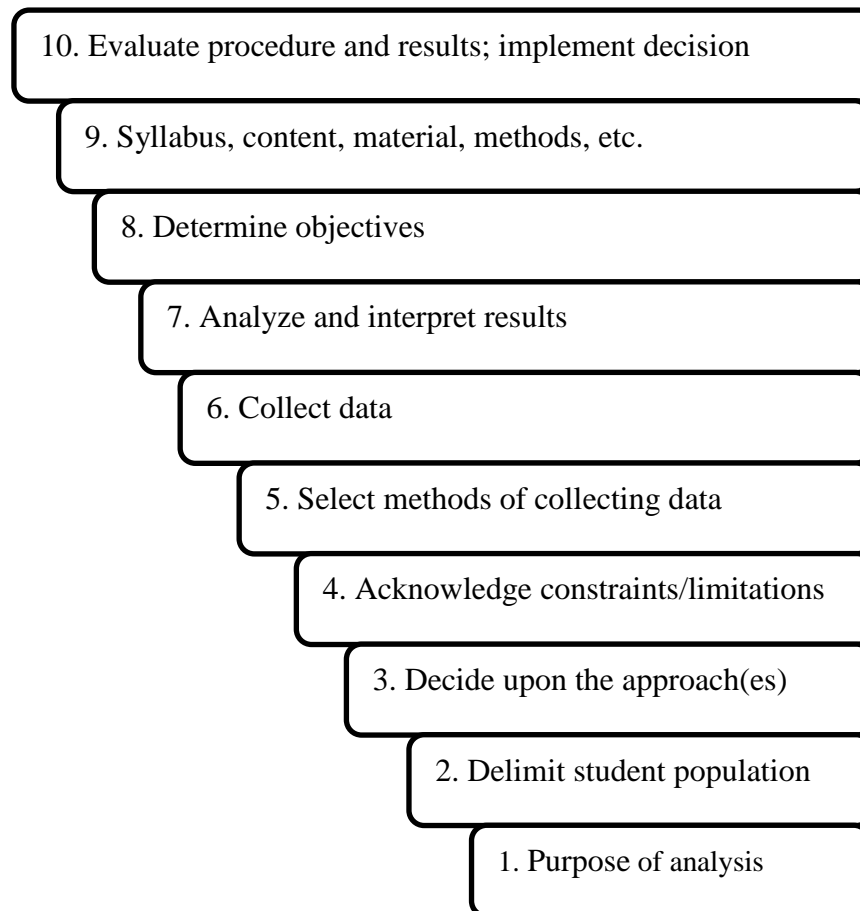 10. Evaluate procedure and results; implement decision
9. Syllabus, content, material, methods, etc.
8. Determine objectives
7. Analyze and interpret results
6. Collect data
5. Select methods of collecting data
4. Acknowledge constraints/limitations
3. Decide upon the approach(es)
2. Delimit student population
1. Purpose of analysis